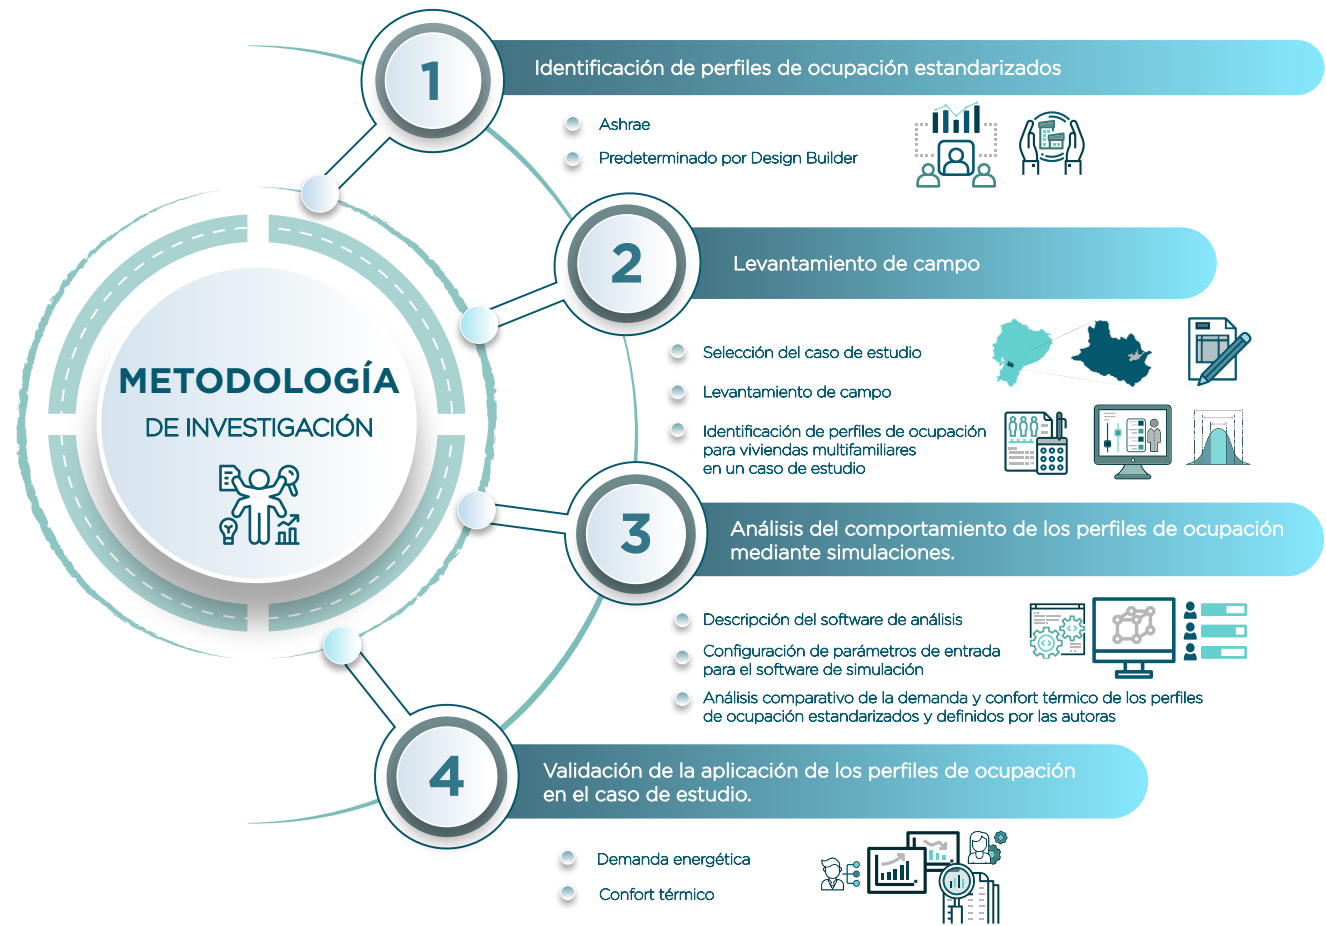 METODOLOGÍA
DE INVESTIGACIÓN
1
Identificación de perfiles de ocupación estandarizados
Ashrae
Predeterminado por Design Builder
2
Levantamiento de campo
Selección del caso de estudio
Levantamiento de campo
Identificación de perfiles de ocupación
para viviendas multifamiliares
en un caso de estudio
3
Análisis del comportamiento de los perfiles de ocupación
mediante simulaciones.
Descripción del software de análisis
Configuración de parámetros de entrada
para el software de simulación
Análisis comparativo de la demanda y confort térmico de los perfiles
de ocupación estandarizados y definidos por las autoras
4
Validación de la aplicación de los perfiles de ocupación
en el caso de estudio.
Demanda energética
Confort térmico